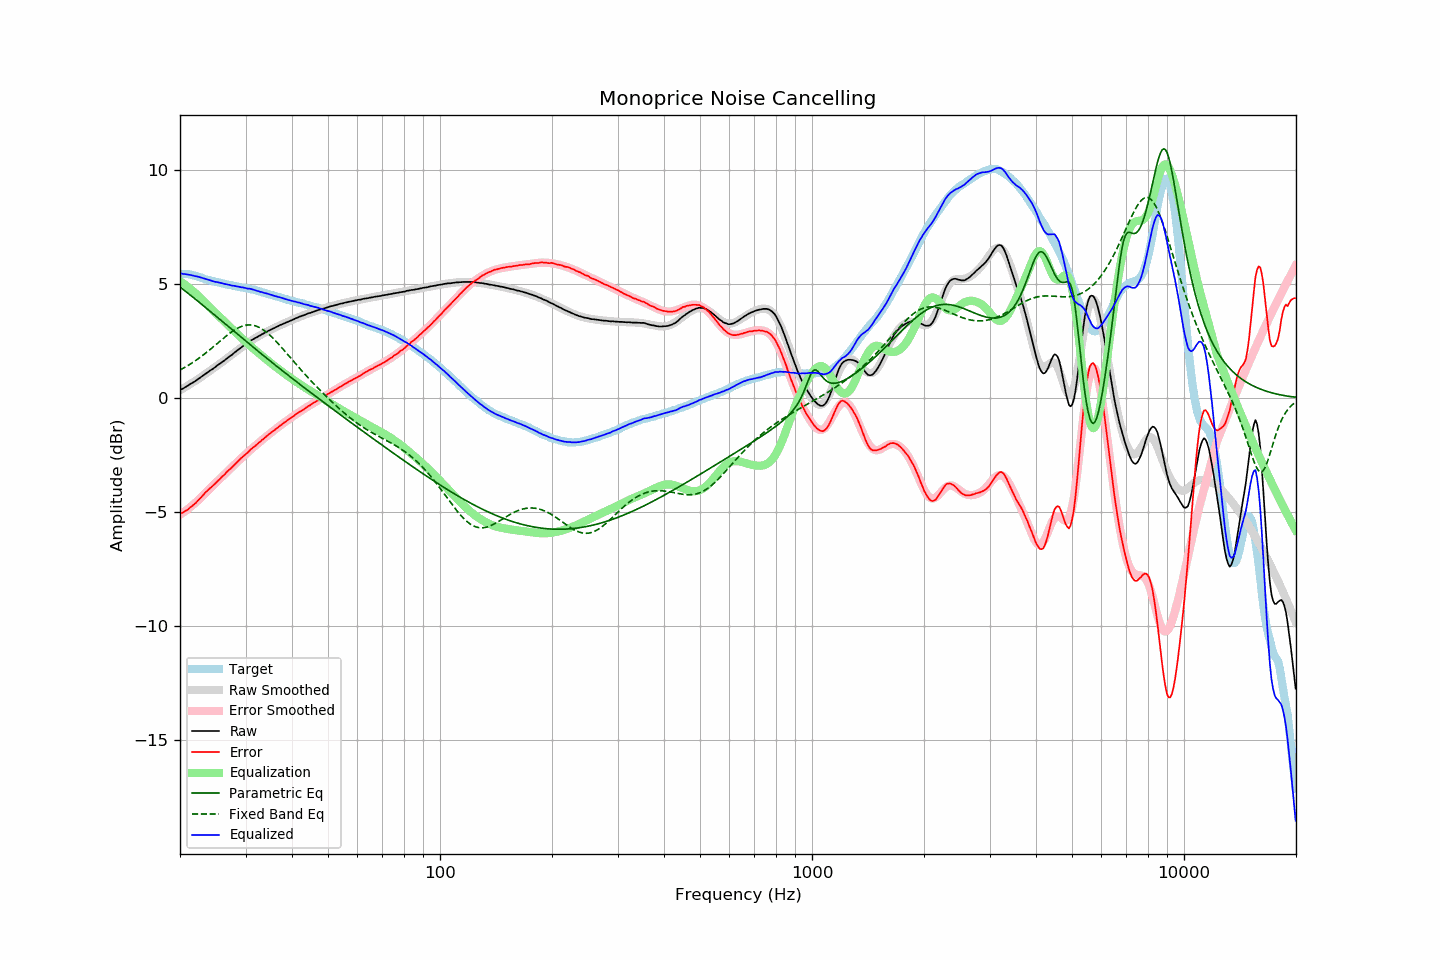 Monoprice Noise Cancelling
10
5
0
−5
−10
−15
Amplitude (dBr)
Target
Raw Smoothed
Error Smoothed
Raw
Error
Equalization
Parametric Eq
Fixed Band Eq
Equalized
100 1000 10000
Frequency (Hz)